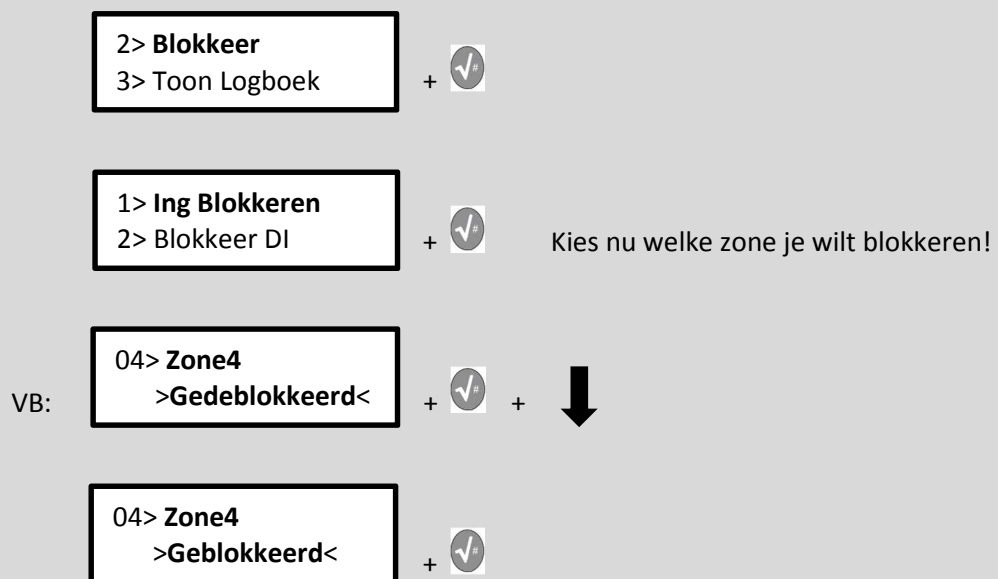 2> Blokkeer
3> Toon Logboek
+ √#
1> Ing Blokkeren
2> Blokkeer DI
+ √# Kies nu welke zone je wilt blokkeren!
04> Zone4
VB: >Gedeblokkeerd< + √# +
04> Zone4
>Geblokkeerd<
+ √#